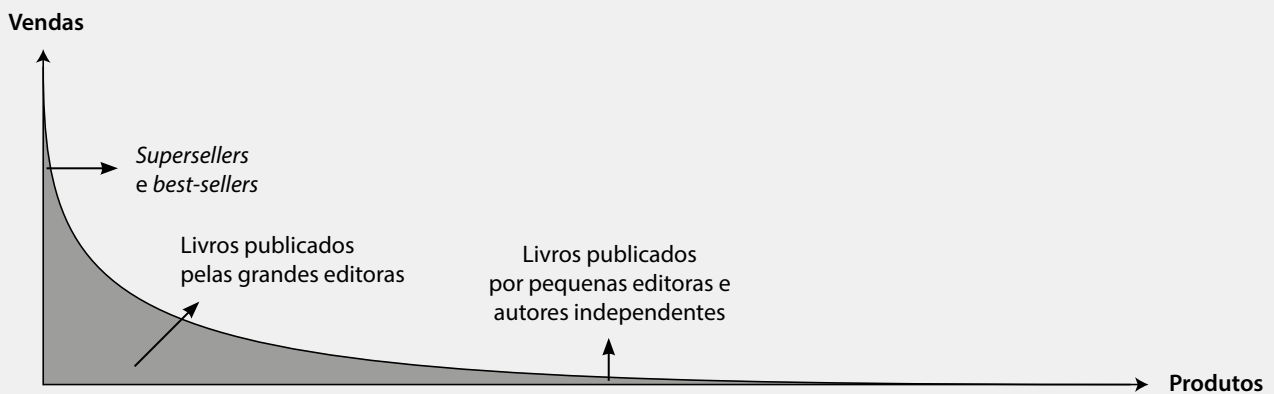 Vendas
Supersellers
e best-sellers
Livros publicados
pelas grandes editoras
Livros publicados
por pequenas editoras e
autores independentes
Produtos